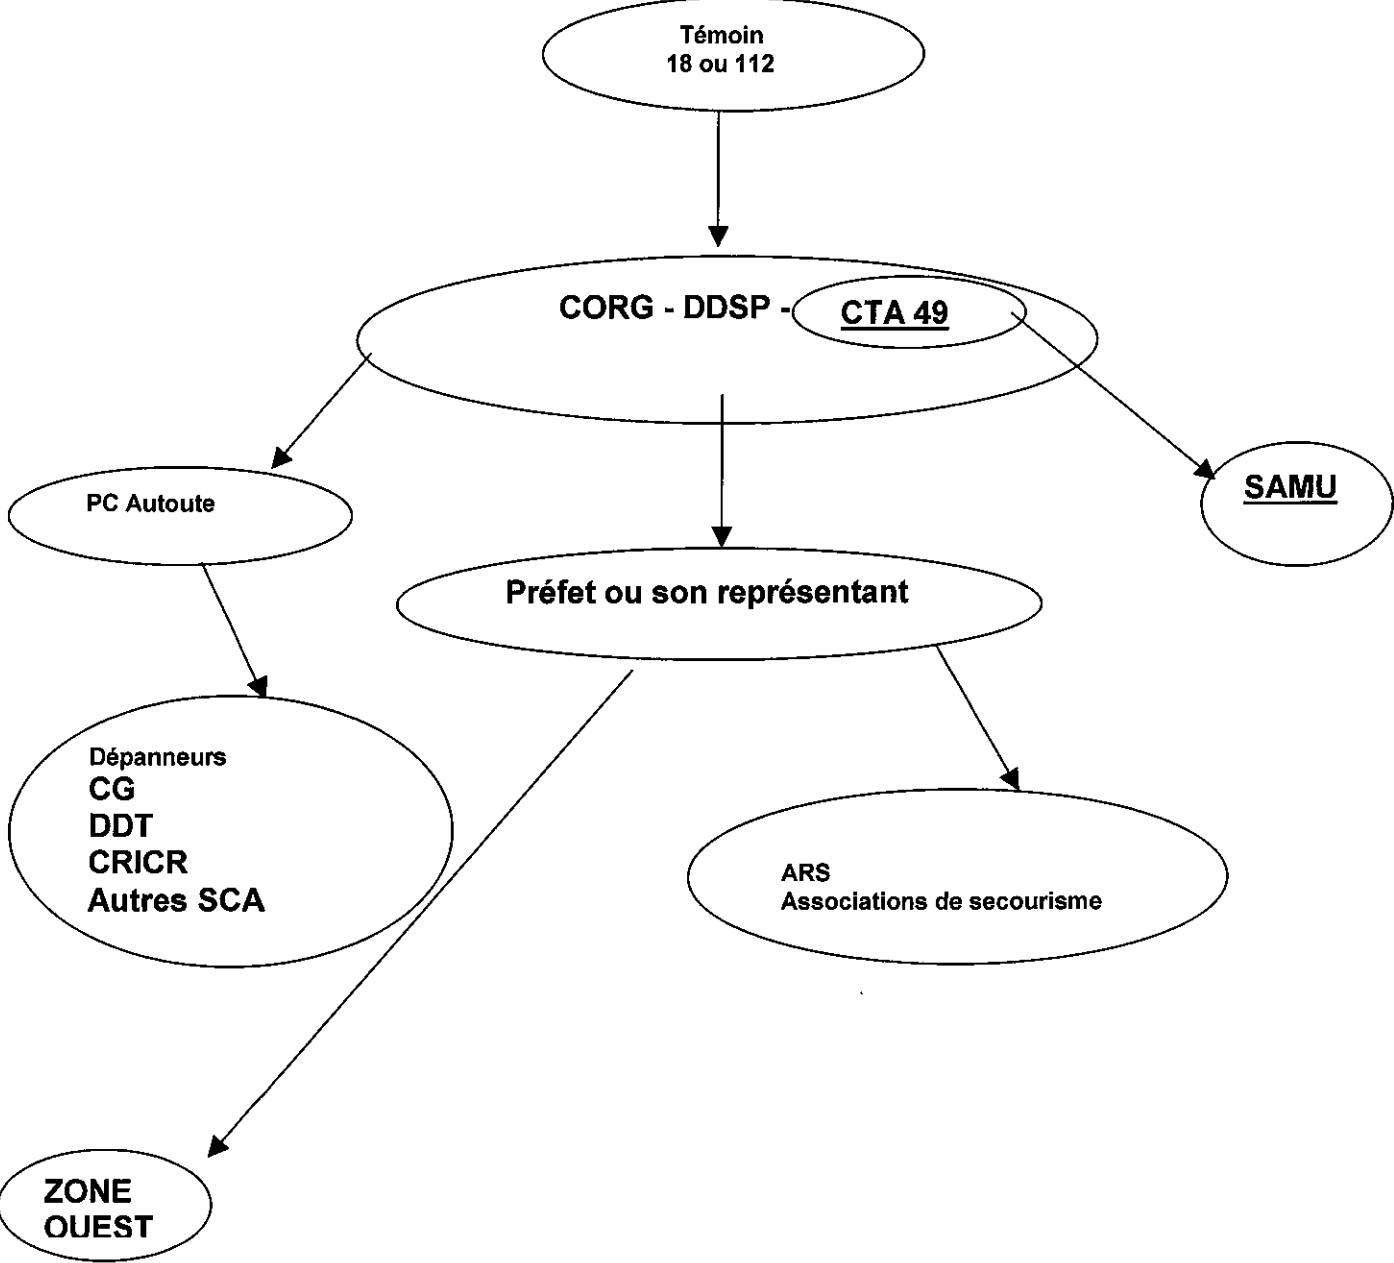 Témoin
18 ou 112
CORG - DDSP - CTA 49
SAMU
PC Autoute
Préfet ou son représentant
Dépanneurs
CG
DDT
CRICR
Autres SCA
ARS
Associations de secourisme
ZONE
OUEST